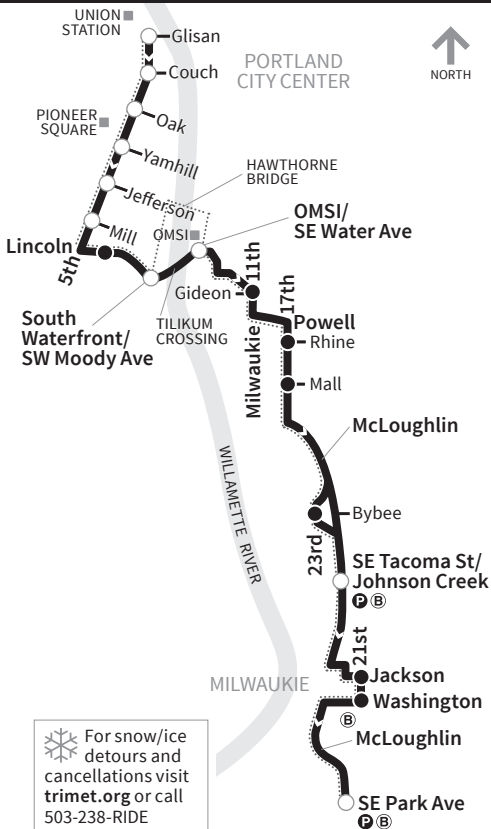 UNION
STATION
Glisan
Couch
PORTLAND
CITY CENTER
NORTH
PIONEER
SQUARE
Oak
Yamhill
HAWTHORNE
BRIDGE
Jefferson
OMSI/
SE Water Ave
Mill
OMSI
Lincoln
5th
11th
Gideon
17th
South
Waterfront/
SW Moody Ave
TILIKUM
CROSSING
Milwaukie
Powell
Rhine
Mall
McLoughlin
WILLAMETTE RIVER
Bybee
23rd
SE Tacoma St/
Johnson Creek
P B
21st
Jackson
MILWAUKIE
Washington
B
McLoughlin
For snow/ice
detours and
cancellations visit
trimet.org or call
503-238-RIDE
SE Park Ave
P B